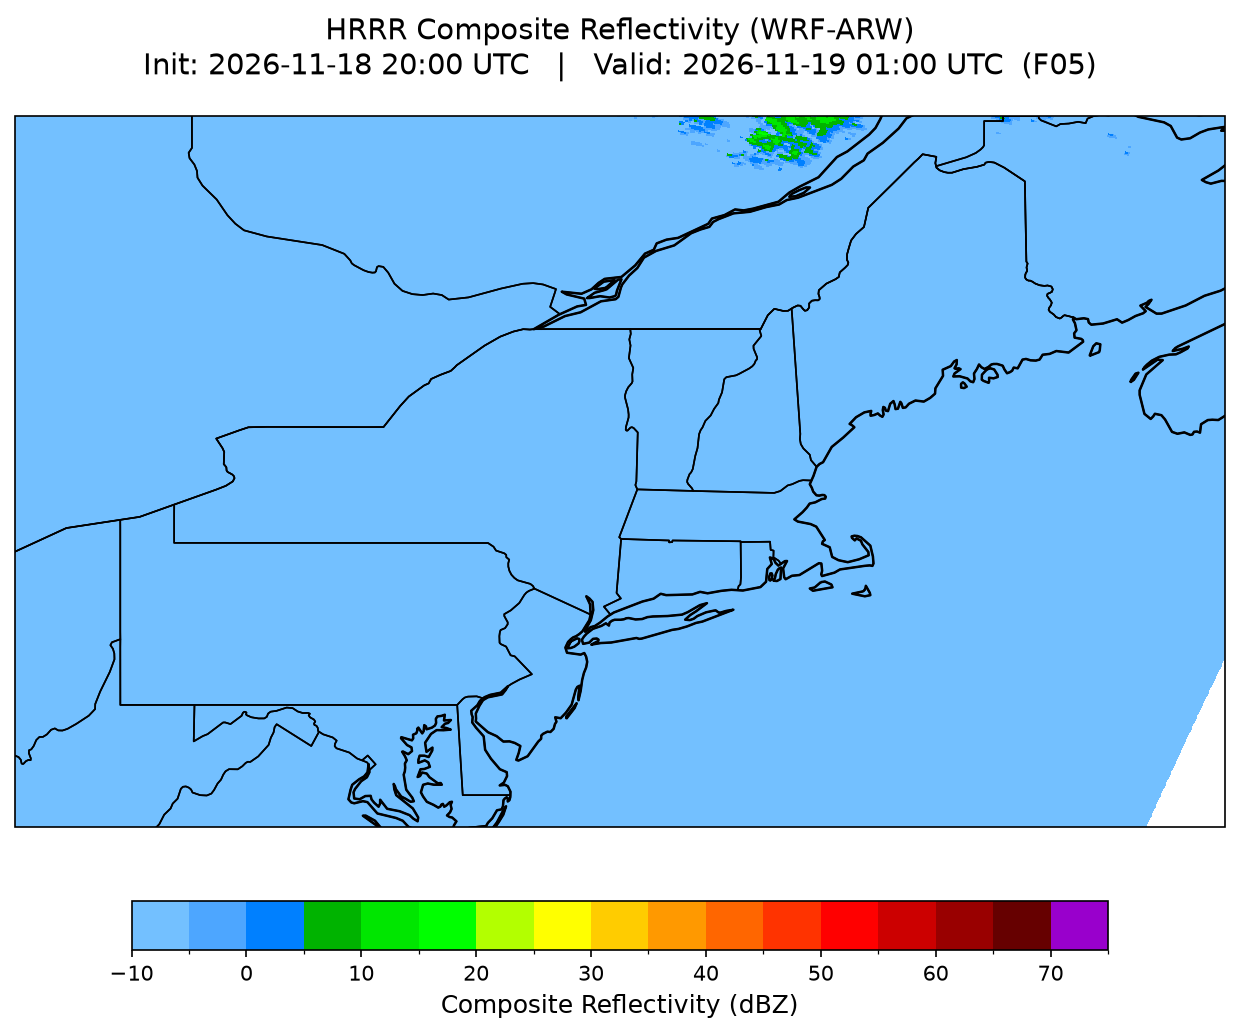 HRRR Composite Reflectivity (WRF-ARW)
Init: 2026-11-18 20:00 UTC   |   Valid: 2026-11-19 01:00 UTC  (F05)
−10 0 10 20 30 40 50 60 70
Composite Reflectivity (dBZ)